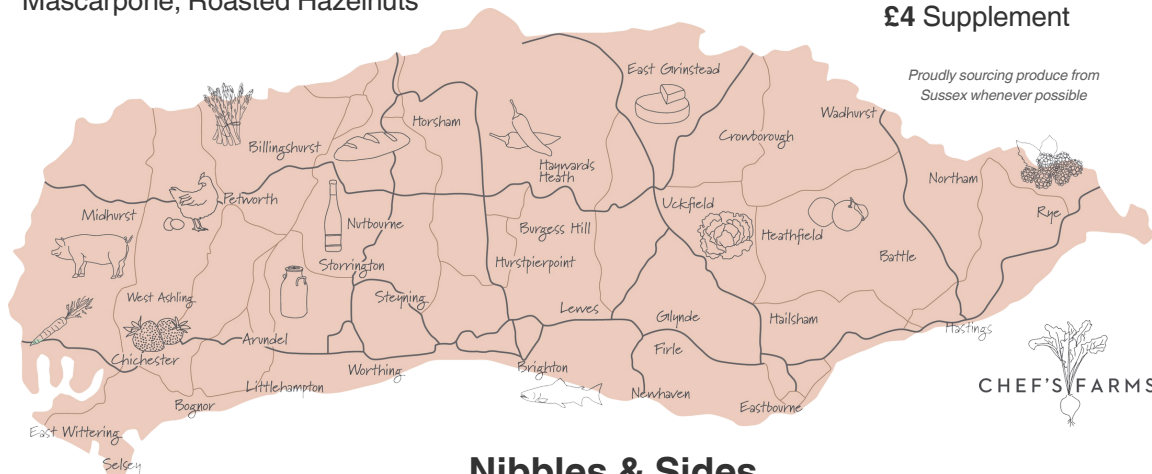 Mascarpone, Roasted Hazelnuts
£4 Supplement
Proudly sourcing produce from
Sussex whenever possible
East Grinstead
Horsham
Wadhurst
Crowborough
Billingshurst
Haywards
Heath
Northam
Petworth
Uckfield
Midhurst
Rye
Nutbourne
Burgess Hill
Heathfield
Battle
Hurstpierpoint
Storrington
West Ashling
Steyning
Lewes
Glynde
Hailsham
Hastings
Arundel
Firle
Chichester
Worthing
Brighton
CHEF'S FARMS
Littlehampton
Newhaven
Bognor
Eastbourne
East Wittering
Selsey
Nibbles & Sides